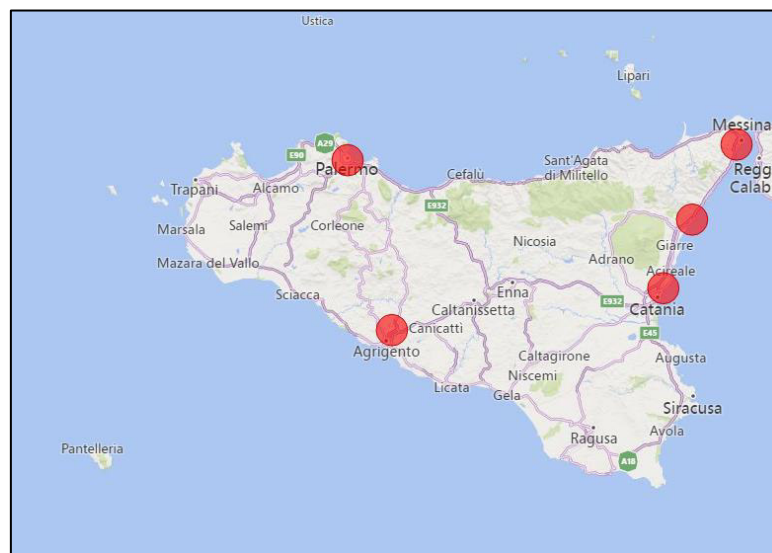 Ustica
Lipari
Messina
A29
E90
Palermo
Reggi
Calab
Sant'Agata
di Militello
Cefalù
Trapani
Alcamo
E932
Marsala
Salemi
Corleone
Nicosia
Giarre
Adrano
Mazara del Vallo
Acireale
Sciacca
Enna
Caltanissetta
E932
Catania
Canicatti
E45
Agrigento
Caltagirone
Augusta
Niscemi
Licata
Gela
Siracusa
Ragusa
Avola
Pantelleria
A18